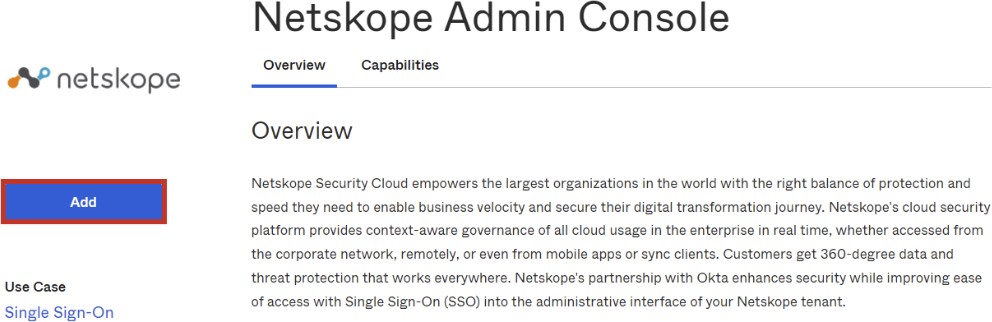 Netskope Admin Console
Overview
Capabilities
netskope
Overview
Add
Netskope Security Cloud empowers the largest organizations in the world with the right balance of protection and
speed they need to enable business velocity and secure their digital transformation journey. Netskope's cloud security
platform provides context-aware governance of all cloud usage in the enterprise in real time, whether accessed from
the corporate network, remotely, or even from mobile apps or sync clients. Customers get 360-degree data and
threat protection that works everywhere. Netskope's partnership with Okta enhances security while improving ease
of access with Single Sign-On (SSO) into the administrative interface of your Netskope tenant.
Use Case
Single Sign-On